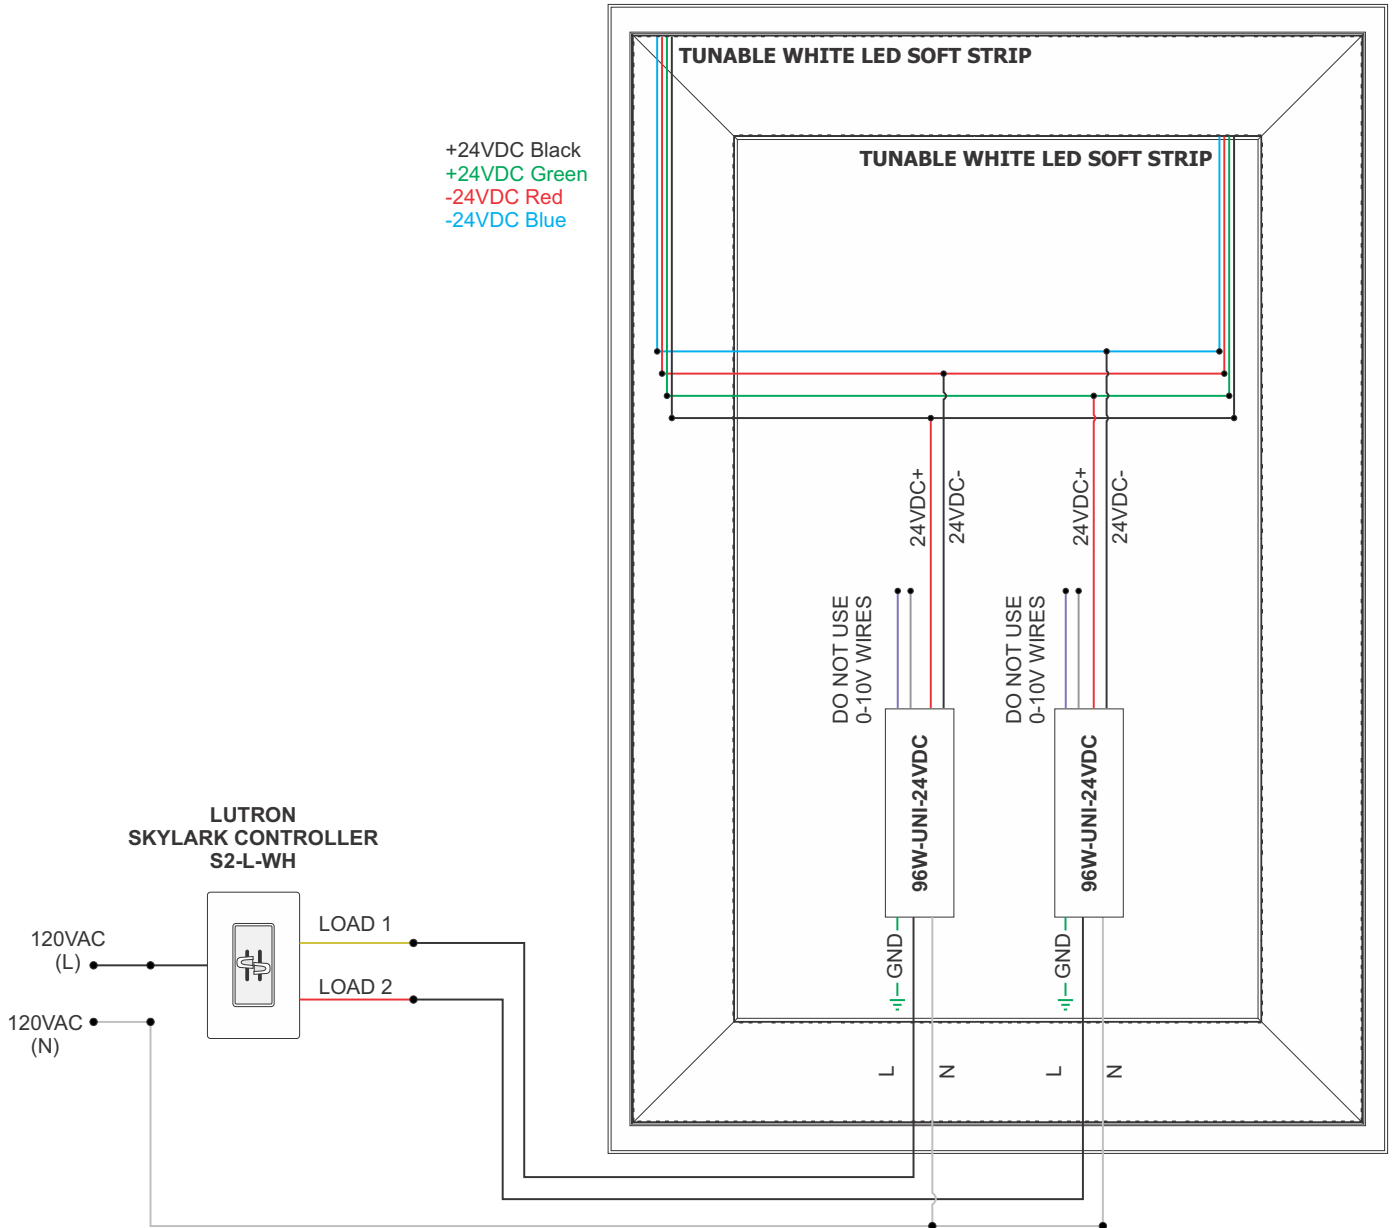 TUNABLE WHITE LED SOFT STRIP
+24VDC Black
+24VDC Green
-24VDC Red
-24VDC Blue
TUNABLE WHITE LED SOFT STRIP
24VDC+
24VDC-
24VDC+
24VDC-
DO NOT USE
0-10V WIRES
DO NOT USE
0-10V WIRES
96W-UNI-24VDC
96W-UNI-24VDC
LUTRON
SKYLARK CONTROLLER
S2-L-WH
LOAD 1
120VAC
(L)
LOAD 2
120VAC
(N)
GND
GND
L
N
L
N